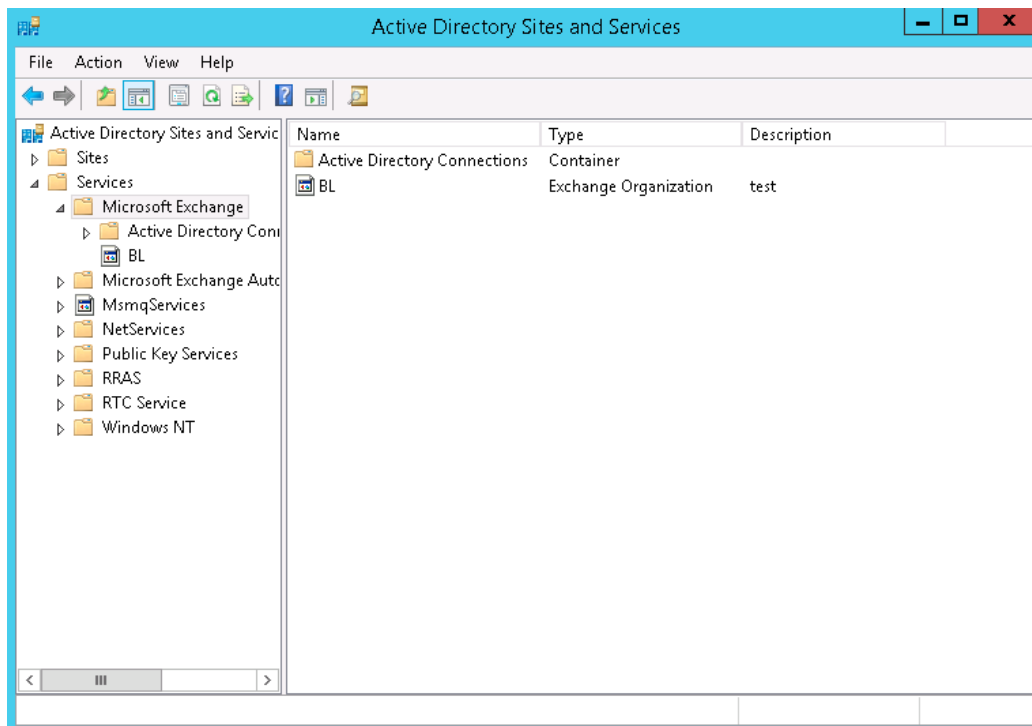 Active Directory Sites and Services
File Action View Help
Active Directory Sites and Servic
Sites
Services
Microsoft Exchange
Active Directory Con
BL
Microsoft Exchange Auto
MsmqServices
NetServices
Public Key Services
RRAS
RTC Service
Windows NT
Name Type Description
Active Directory Connections Container
BL Exchange Organization test